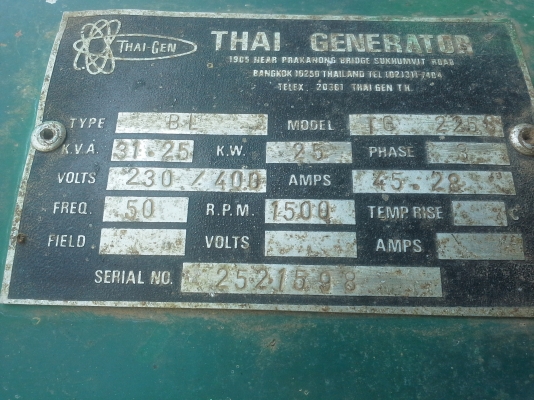 THAI-GEN THAI GENERATOR
1905 NEAR PRAKANONG BRIDGE SUKHUMVIT ROAD
BANGKOK 10250 THAILAND TEL (02)311-2404
TELEX. 20361 THAI GEN TH.
TYPE BL MODEL TG
K.V.A. 31-25 K.W. 25 PHASE 3
VOLTS 230/400 AMPS 45-28
FREQ. 50 R.P.M. 1500 TEMP RISE °C
FIELD VOLTS AMPS
SERIAL NO. 2521598